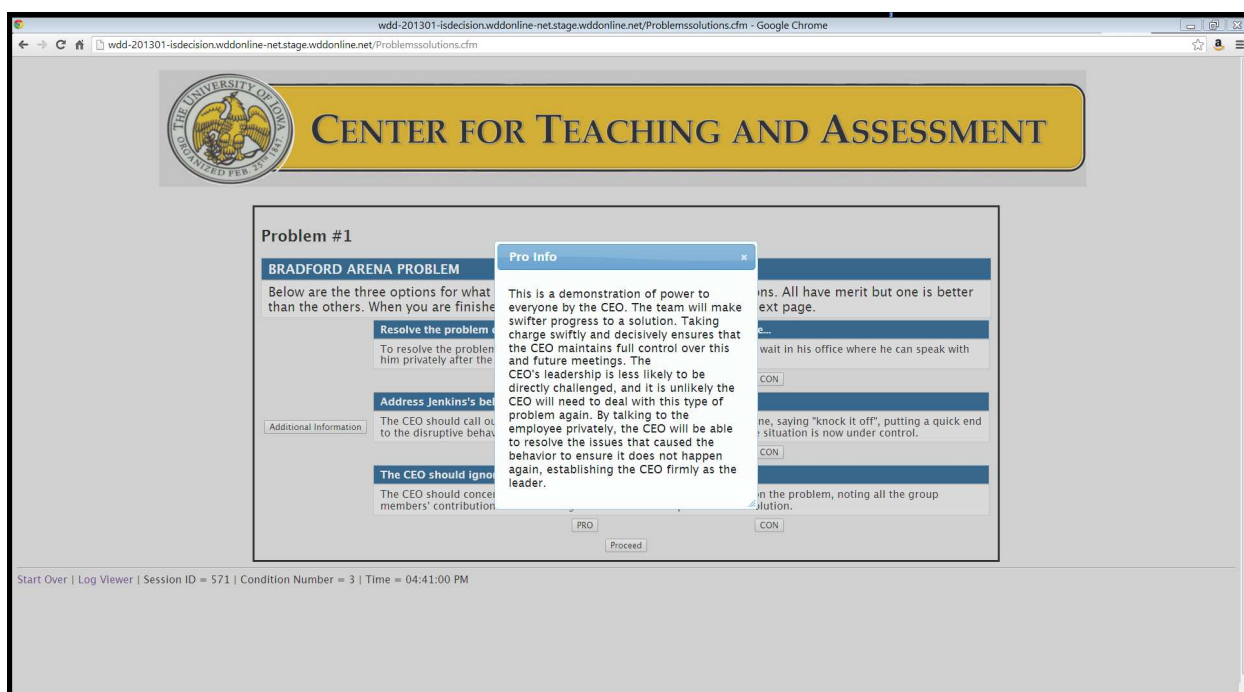 wdd-201301-isdecision.wddonline-net.stage.wddonline.net/Problemssolutions.cfm - Google Chrome
wdd-201301-isdecision.wddonline-net.stage.wddonline.net/Problemssolutions.cfm
THE UNIVERSITY OF IOWA
ORGANIZED FEB. 25TH 1847
CENTER FOR TEACHING AND ASSESSMENT
Problem #1
BRADFORD ARENA PROBLEM
Below are the three options for what
ons. All have merit but one is better
than the others. When you are finishe
ext page.
Pro Info
This is a demonstration of power to
everyone by the CEO. The team will make
swifter progress to a solution. Taking
charge swiftly and decisively ensures that
the CEO maintains full control over this
and future meetings. The
CEO's leadership is less likely to be
directly challenged, and it is unlikely the
CEO will need to deal with this type of
problem again. By talking to the
employee privately, the CEO will be able
to resolve the issues that caused the
behavior to ensure it does not happen
again, establishing the CEO firmly as the
leader.
Resolve the problem
e...
To resolve the problem
wait in his office where he can speak with
him privately after the
CON
Additional Information
Address Jenkins's be
The CEO should call ou
ne, saying "knock it off", putting a quick end
to the disruptive behav
situation is now under control.
CON
The CEO should igno
The CEO should conce
n the problem, noting all the group
members' contribution
olution.
PRO
CON
Proceed
Start Over | Log Viewer | Session ID = 571 | Condition Number = 3 | Time = 04:41:00 PM